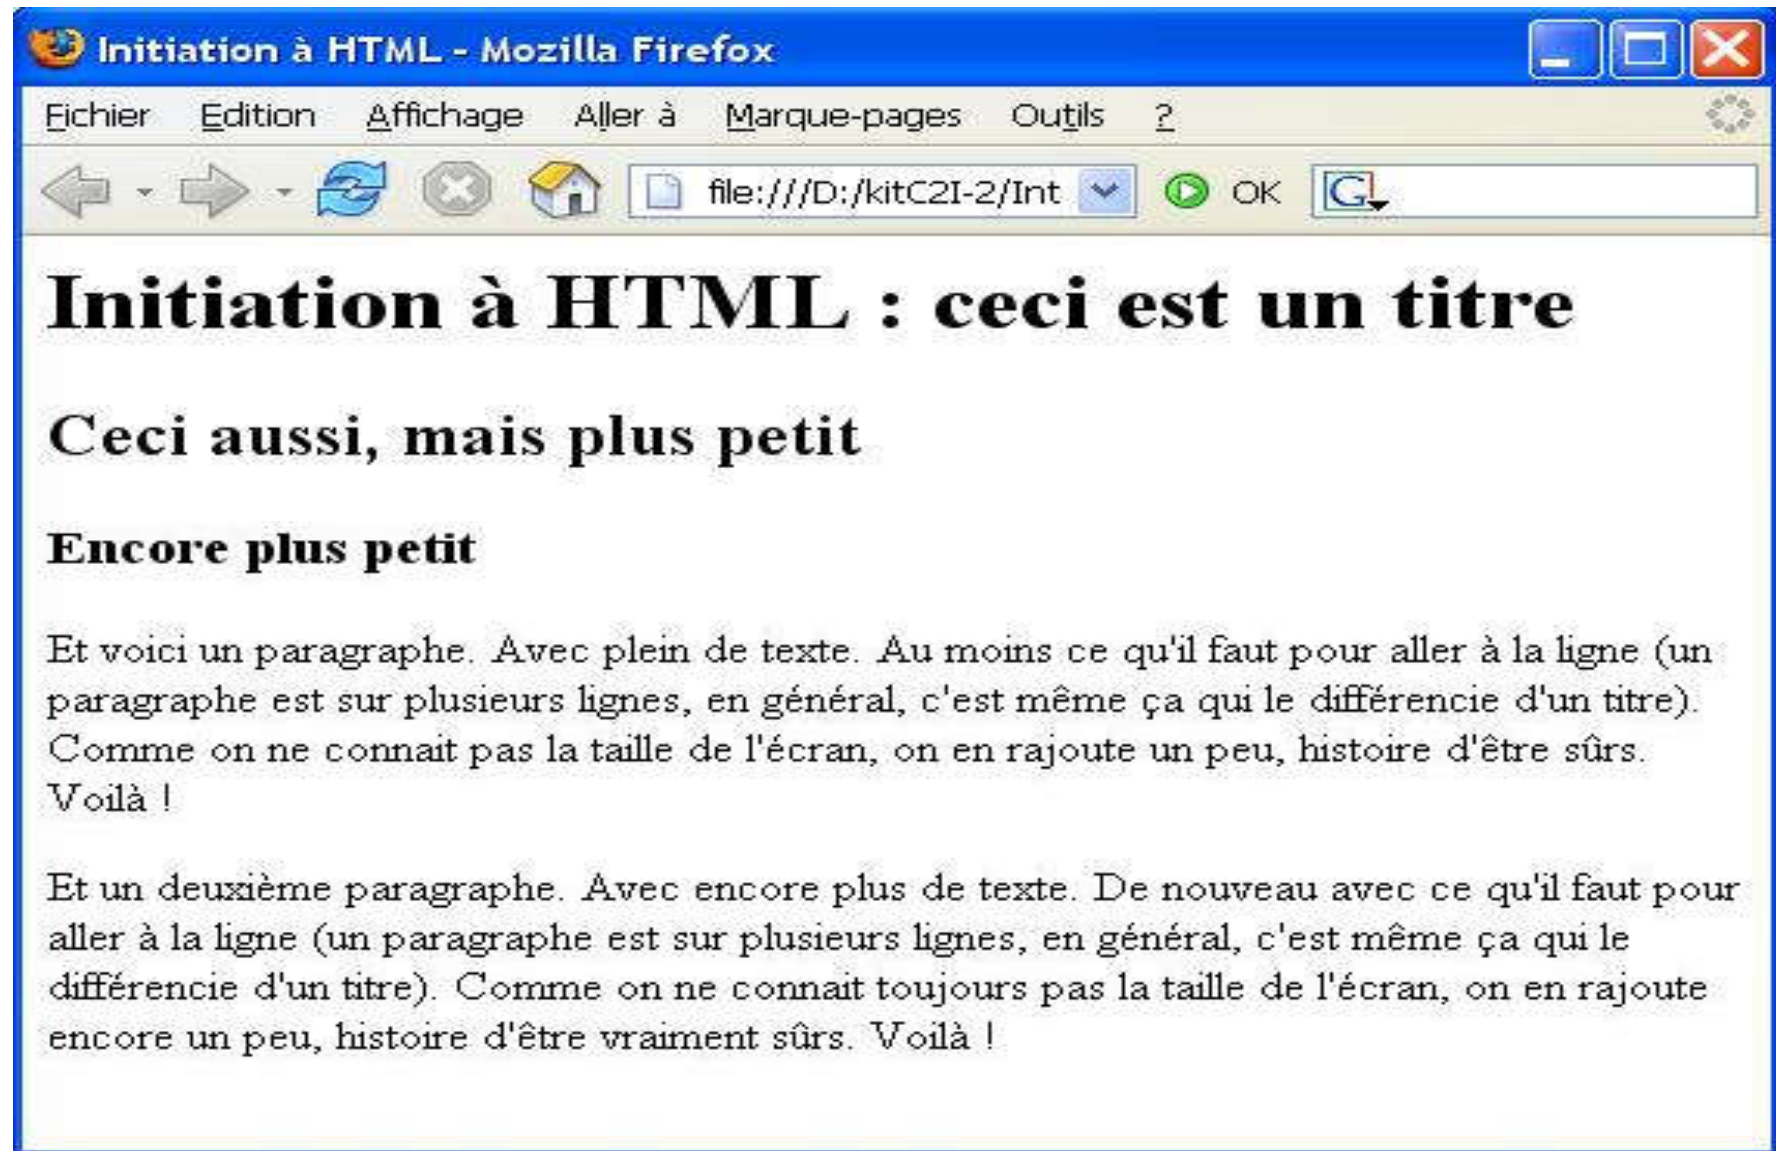 Initiation à HTML - Mozilla Firefox
Fichier Edition Affichage Aller à Marque-pages Outils ?
file:///D:/kitC2I-2/Int OK G
Initiation à HTML : ceci est un titre
Ceci aussi, mais plus petit
Encore plus petit
Et voici un paragraphe. Avec plein de texte. Au moins ce qu'il faut pour aller à la ligne (un
paragraphe est sur plusieurs lignes, en général, c'est même ça qui le différencie d'un titre).
Comme on ne connait pas la taille de l'écran, on en rajoute un peu, histoire d'être sûrs.
Voilà !
Et un deuxième paragraphe. Avec encore plus de texte. De nouveau avec ce qu'il faut pour
aller à la ligne (un paragraphe est sur plusieurs lignes, en général, c'est même ça qui le
différencie d'un titre). Comme on ne connait toujours pas la taille de l'écran, on en rajoute
encore un peu, histoire d'être vraiment sûrs. Voilà !